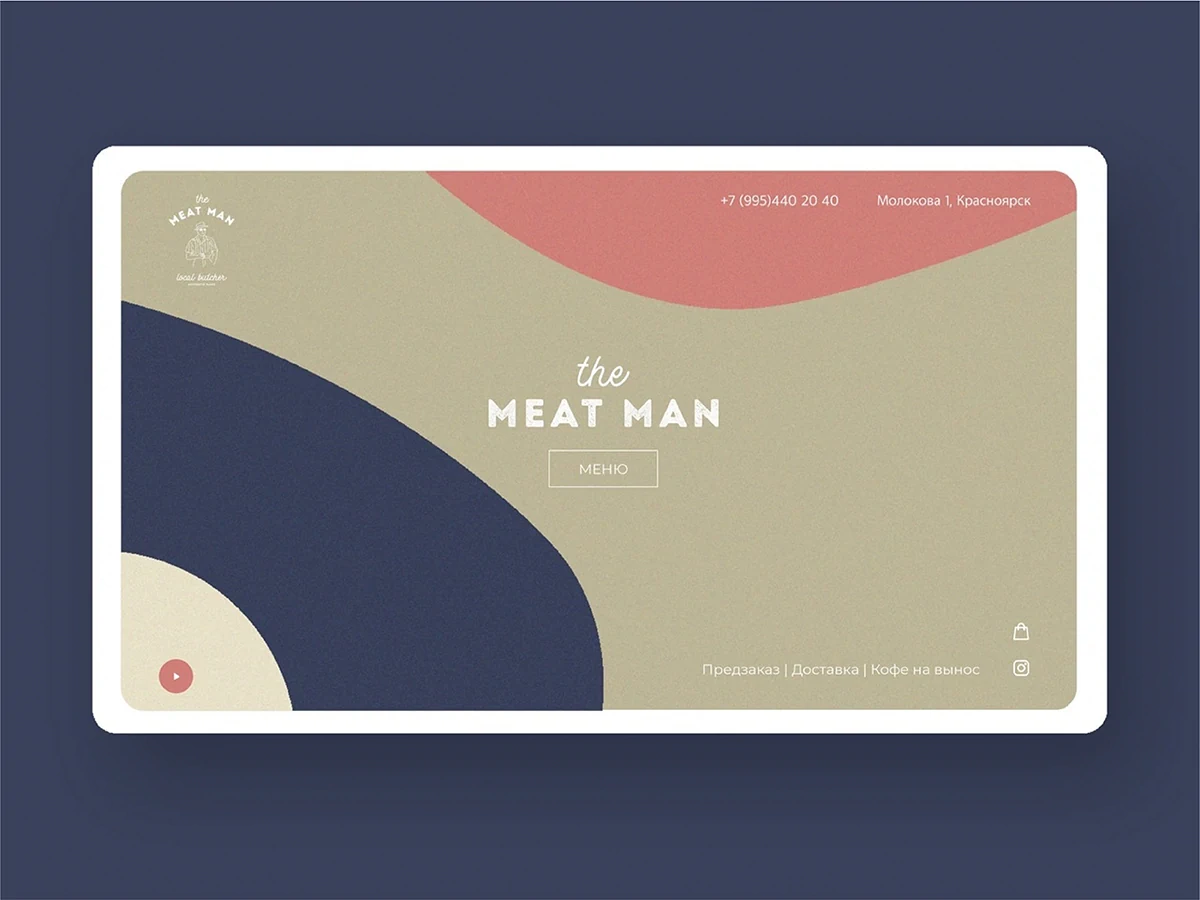 the
MEAT MAN
local butcher
+7 (995)440 20 40
Молокова 1, Красноярск
the
MEAT MAN
МЕНЮ
Предзаказ | Доставка | Кофе на вынос